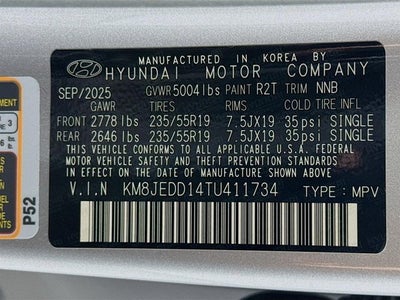 MANUFACTURED IN KOREA BY
HYUNDAI MOTOR COMPANY
SEP/2025 GVWR 5004lbs PAINT R2T TRIM NNB
GAWR TIRES RIMS COLD TIRE INFL
FRONT 2778lbs 235/55R19 7.5JX19 35psi SINGLE
REAR 2646lbs 235/55R19 7.5JX19 35psi SINGLE
THIS VEHICLE CONFORMS TO ALL APPLICABLE U.S.A. FEDERAL
MOTOR VEHICLE SAFETY AND THEFT PREVENTION STANDARDS
IN EFFECT ON THE DATE OF MANUFACTURE SHOWN ABOVE.
V.I.N KM8JEDD14TU411734 TYPE: MPV
P52